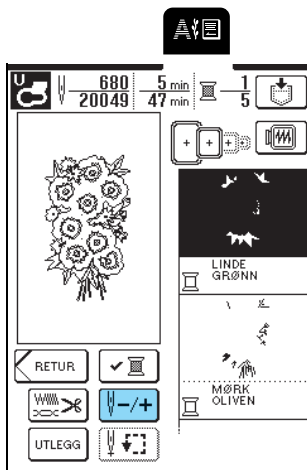 A
U
680 5 min 1
20049 47 min 5
LINDE
GRØNN
RETUR
MØRK
OLIVEN
-/+
UTLEGG